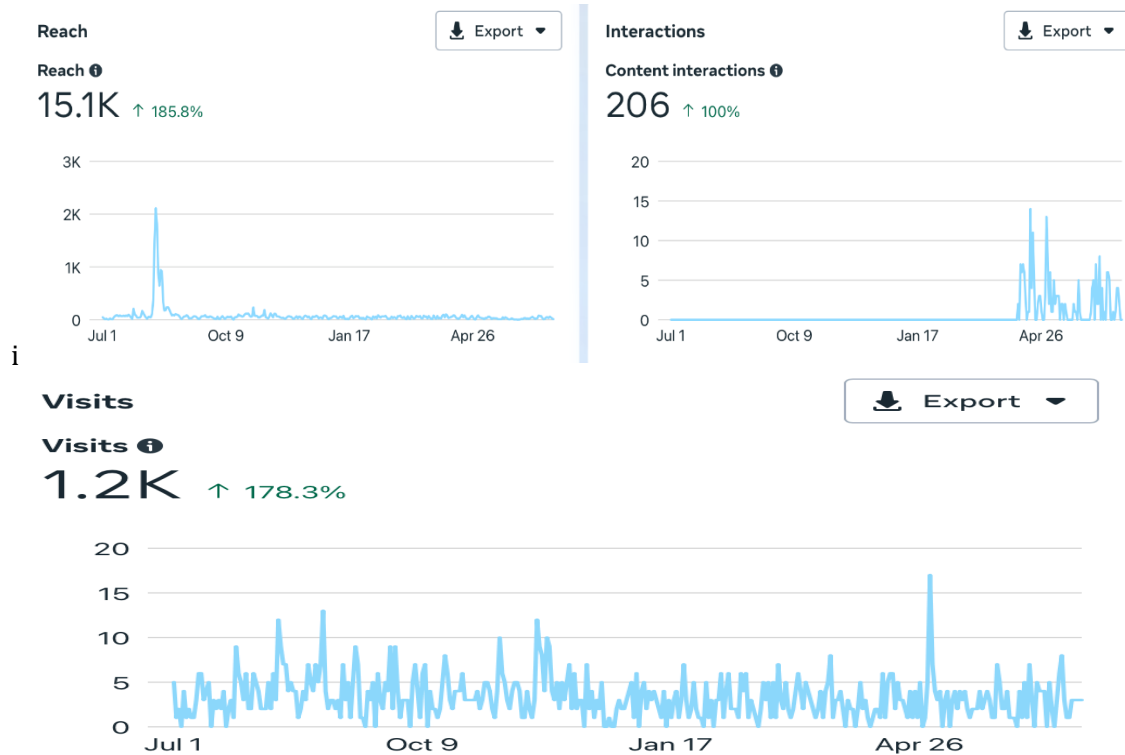 Reach
Export
Reach
15.1K ↑ 185.8%
3K
2K
1K
0
Jul 1 Oct 9 Jan 17 Apr 26
Interactions
Export
Content interactions
206 ↑ 100%
20
15
10
5
0
Jul 1 Oct 9 Jan 17 Apr 26
i
Visits
Export
Visits
1.2K ↑ 178.3%
20
15
10
5
0
Jul 1 Oct 9 Jan 17 Apr 26